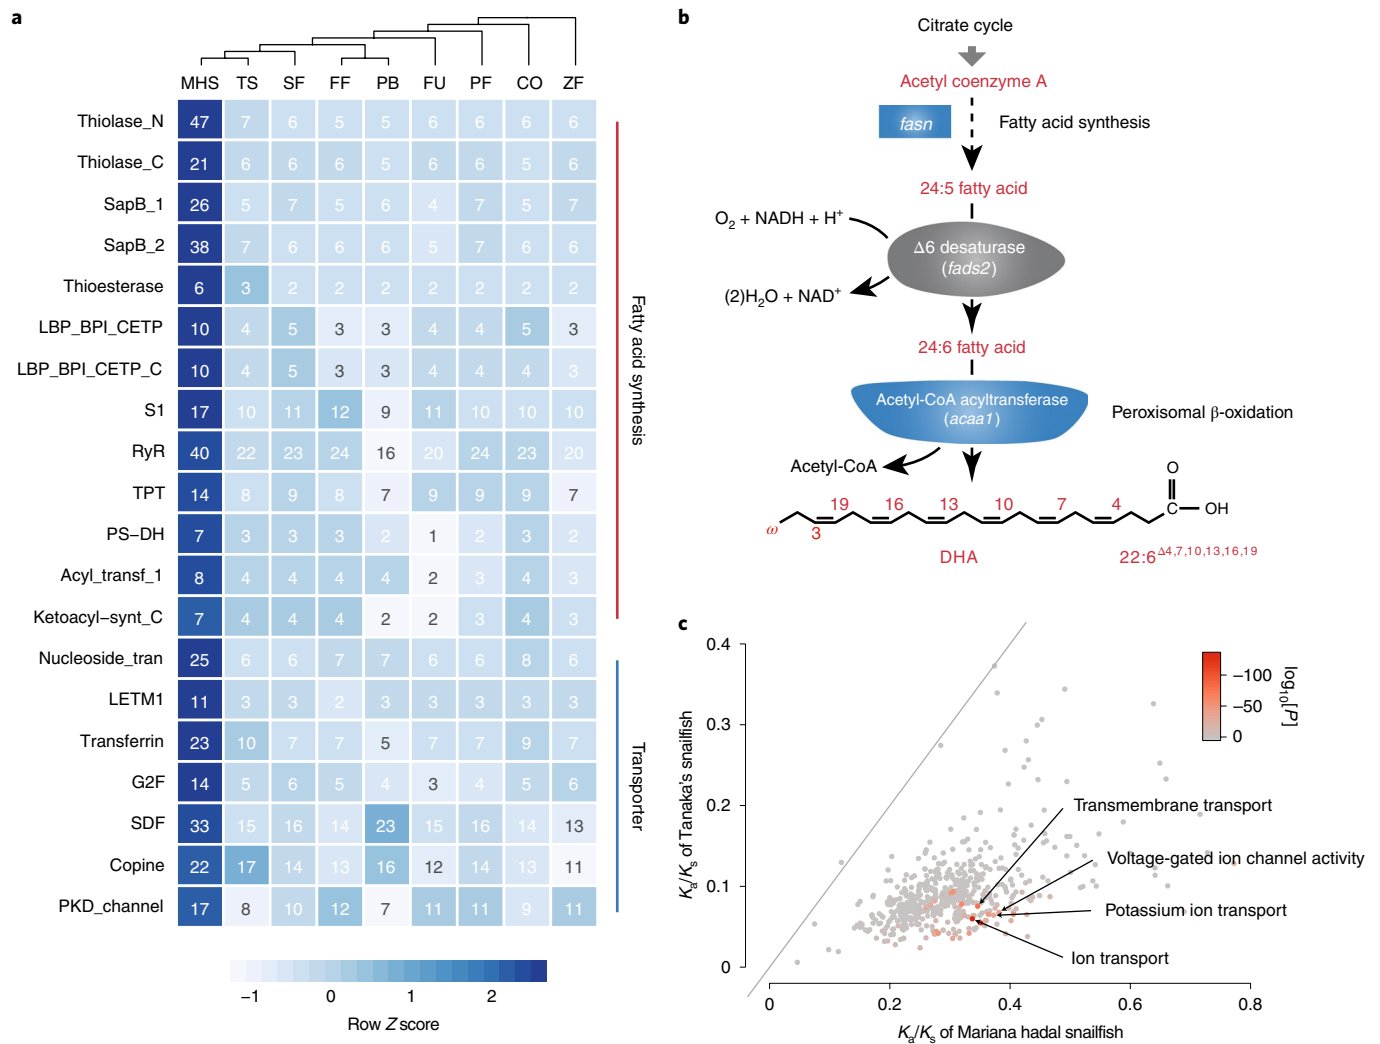 a
MHS TS SF FF PB FU PF CO ZF
Thiolase_N 47 7 6 5 5 6 6 6 6
Thiolase_C 21 6 6 6 5 6 6 5 6
SapB_1 26 5 7 5 6 4 7 5 7
SapB_2 38 7 6 6 6 5 7 6 6
Thioesterase 6 3 2 2 2 2 2 2 2
LBP_BPI_CETP 10 4 5 3 3 4 4 5 3
LBP_BPI_CETP_C 10 4 5 3 3 4 4 4 3
S1 17 10 11 12 9 11 10 10 10
RyR 40 22 23 24 16 20 24 23 20
TPT 14 8 9 8 7 9 9 9 7
PS–DH 7 3 3 3 2 1 2 3 2
Acyl_transf_1 8 4 4 4 4 2 3 4 3
Ketoacyl–synt_C 7 4 4 4 2 2 3 4 3
Nucleoside_tran 25 6 6 7 7 6 6 8 6
LETM1 11 3 3 2 3 3 3 3 3
Transferrin 23 10 7 7 5 7 7 9 7
G2F 14 5 6 5 4 3 4 5 6
SDF 33 15 16 14 23 15 16 14 13
Copine 22 17 14 13 16 12 14 13 11
PKD_channel 17 8 10 12 7 11 11 9 11
Fatty acid synthesis
Transporter
–1 0 1 2
Row Z score
b
Citrate cycle
Acetyl coenzyme A
fasn
Fatty acid synthesis
24:5 fatty acid
O₂ + NADH + H⁺
Δ6 desaturase
(fads2)
(2)H₂O + NAD⁺
24:6 fatty acid
Acetyl-CoA acyltransferase
(acaa1)
Peroxisomal β-oxidation
Acetyl-CoA
O
19 16 13 10 7 4 C OH
ω 3
DHA
22:6^Δ4,7,10,13,16,19
c
0.4
0.3
0.2
0.1
0
Kₐ/Kₛ of Tanaka's snailfish
–100
–50
0
log₁₀[P]
Transmembrane transport
Voltage-gated ion channel activity
Potassium ion transport
Ion transport
0 0.2 0.4 0.6 0.8
Kₐ/Kₛ of Mariana hadal snailfish